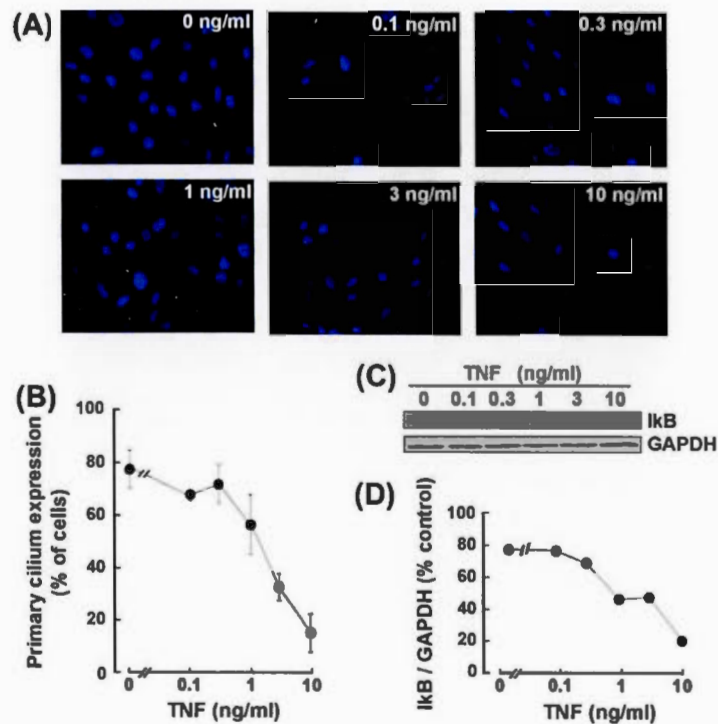 (A)
0 ng/ml
0.1 ng/ml
0.3 ng/ml
1 ng/ml
3 ng/ml
10 ng/ml
(B)
Primary cilium expression
(% of cells)
100
80
60
40
20
0
0 0.1 1 10
TNF (ng/ml)
(C)
TNF (ng/ml)
0 0.1 0.3 1 3 10
IkB
GAPDH
(D)
IkB / GAPDH (% control)
100
80
60
40
20
0
0 0.1 1 10
TNF (ng/ml)